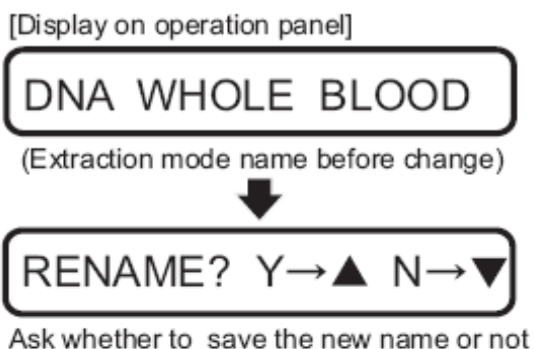 [Display on operation panel]
DNA WHOLE BLOOD
(Extraction mode name before change)
RENAME? Y→▲ N→▼
Ask whether to save the new name or not